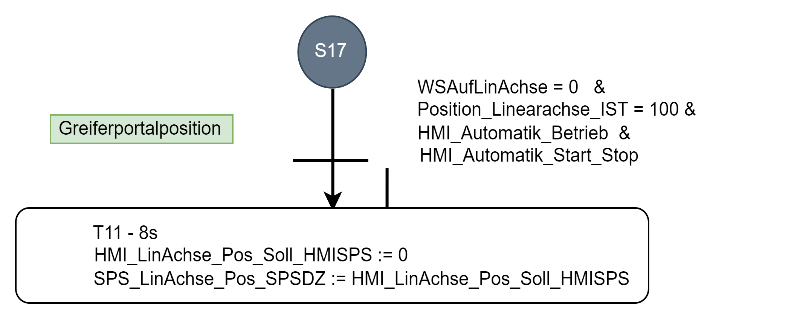 S17
WSAufLinAchse = 0 &
Position_Linearachse_IST = 100 &
HMI_Automatik_Betrieb &
HMI_Automatik_Start_Stop
Greiferportalposition
T11 - 8s
HMI_LinAchse_Pos_Soll_HMISPS := 0
SPS_LinAchse_Pos_SPSDZ := HMI_LinAchse_Pos_Soll_HMISPS